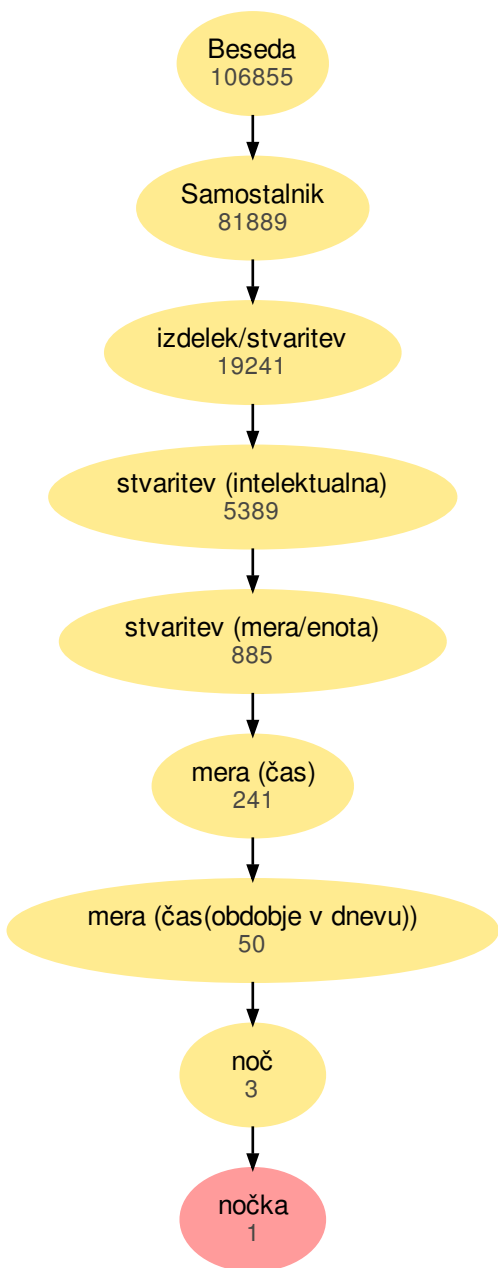 Beseda
106855
Samostalnik
81889
izdelek/stvaritev
19241
stvaritev (intelektualna)
5389
stvaritev (mera/enota)
885
mera (čas)
241
mera (čas(obdobje v dnevu))
50
noč
3
nočka
1